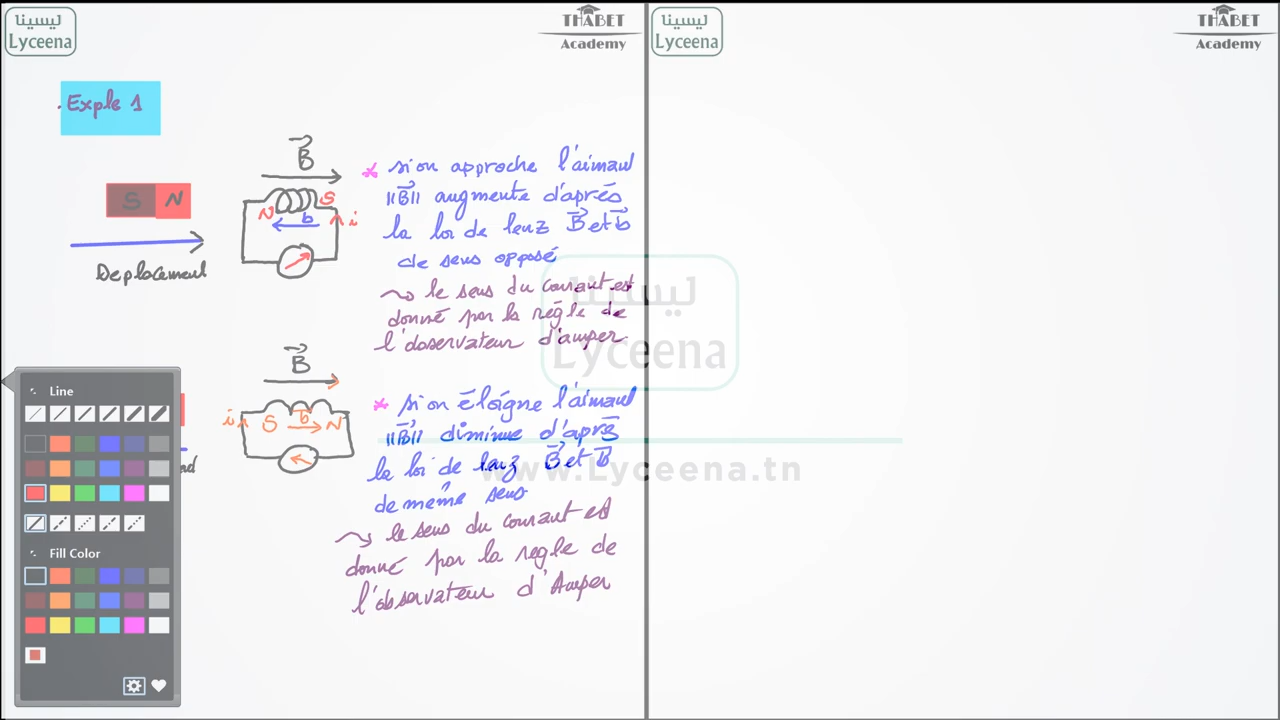 ليسينا
Lyceena
THABET
Academy
ليسينا
Lyceena
THABET
Academy
Exple 1
S N
Deplacement
B
N S
b i
* si on approche l'aimant
||B|| augmente d'aprés
la loi de lenz B et b
de sens opposé
~> le sens du courant est
donné par la règle de
l'observateur d'amper
ليسينا
Lyceena
www.Lyceena.tn
B
i S b N
* si on éloigne l'aimant
||B|| diminue d'aprés
la loi de lenz B et b
de même sens
~> le sens du courant est
donné par la regle de
l'observateur d'Amper
Line
Fill Color